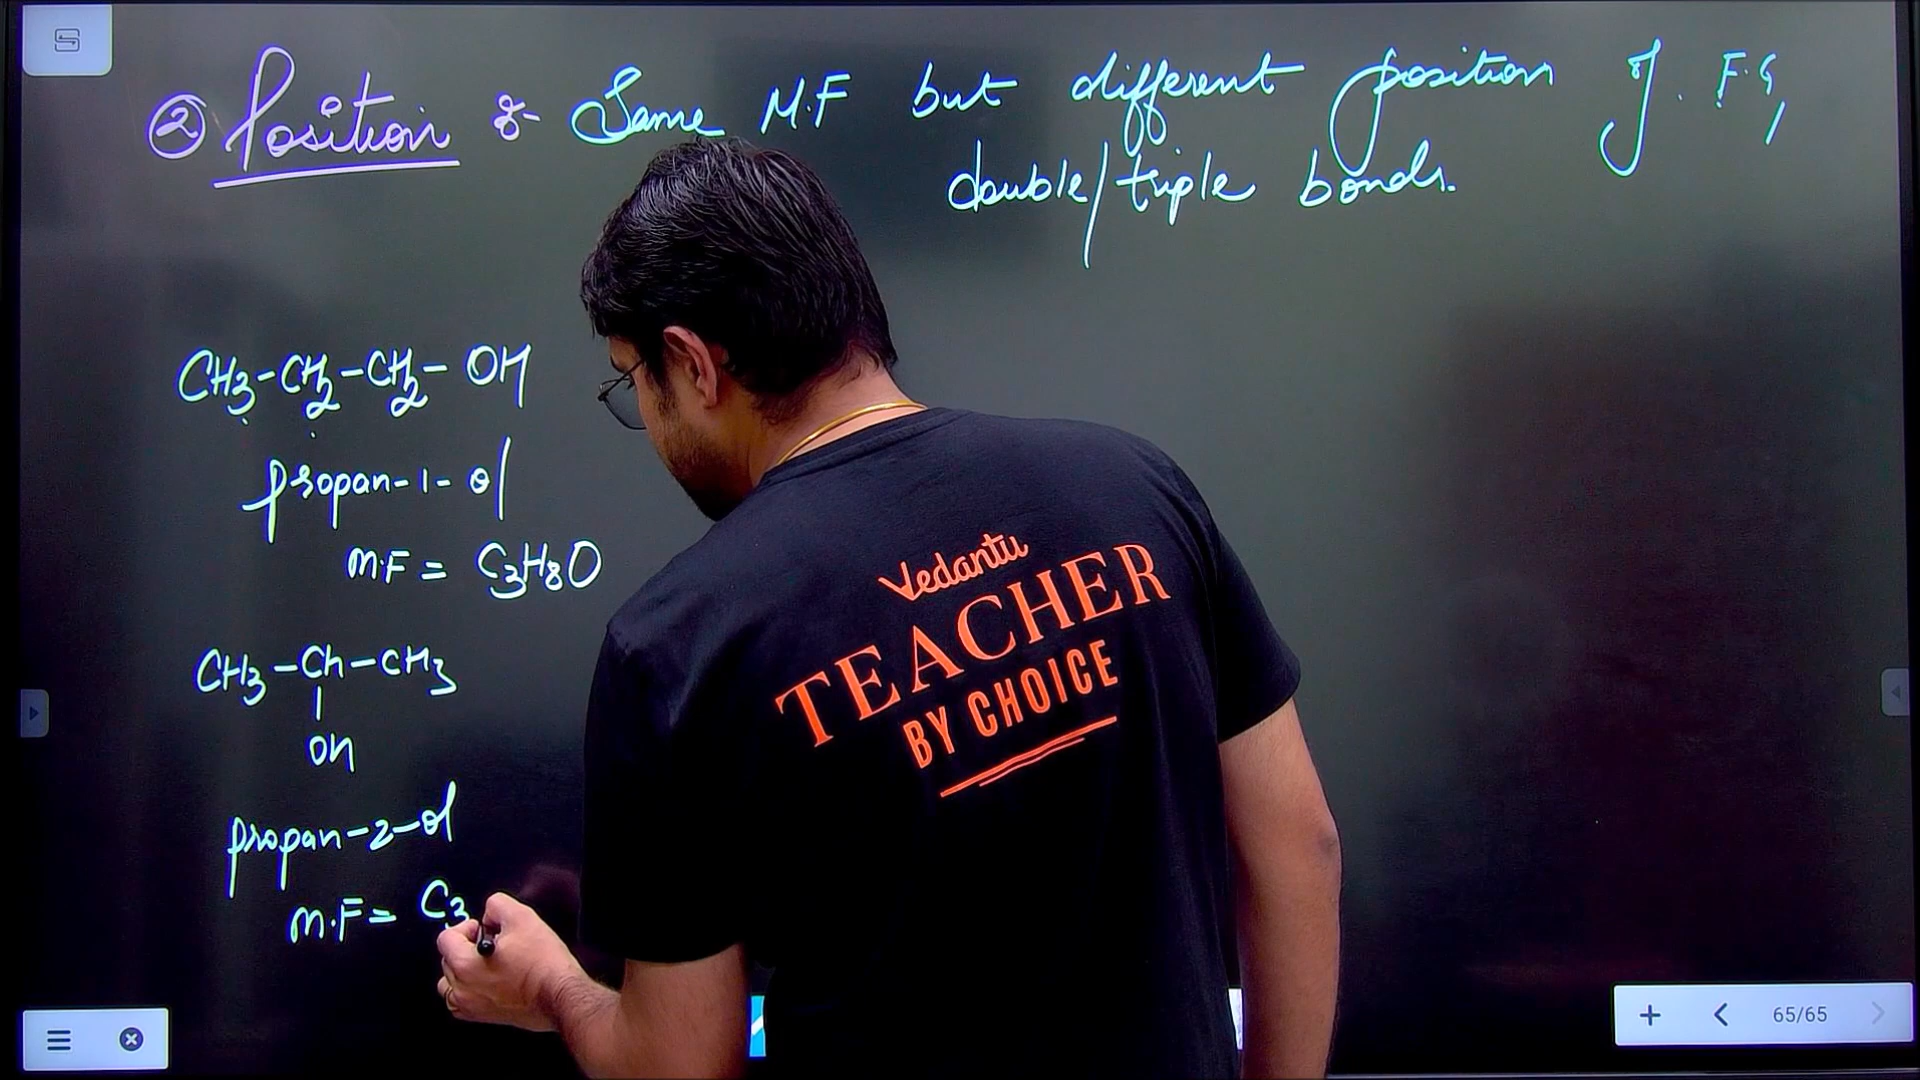 ② Position :- Same M.F but different position of F.G,
double/triple bonds.
CH3-CH2-CH2-OH
propan-1-ol
M.F = C3H8O
CH3-Ch-CH3
|
OH
propan-2-ol
M.F = C3
Vedantu
TEACHER
BY CHOICE
65/65